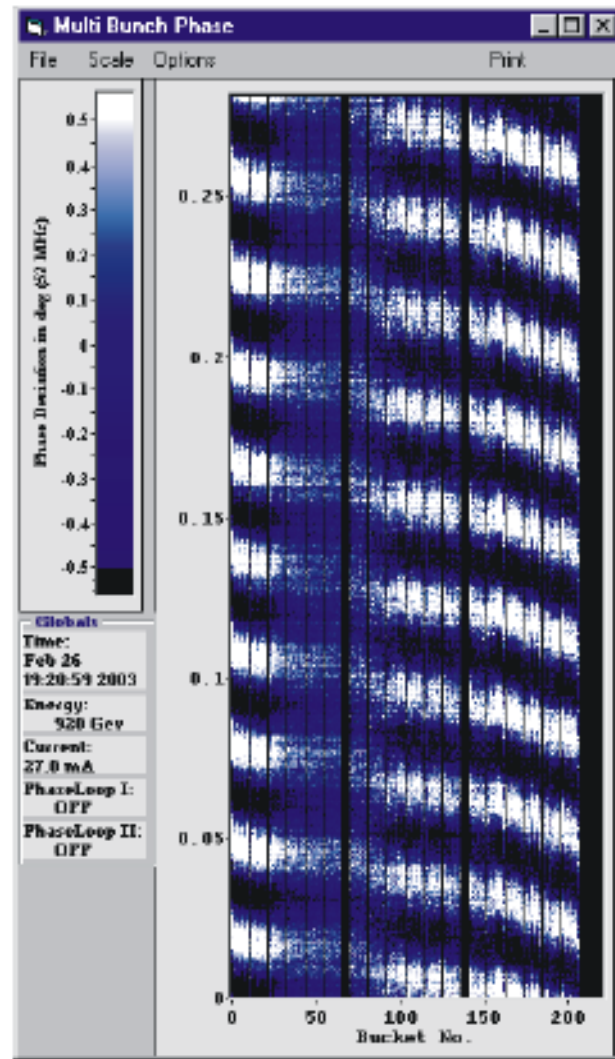 Multi Bunch Phase
File Scale Options Print
0.5
0.4
0.3
0.2
0.1
0
-0.1
-0.2
-0.3
-0.4
-0.5
Phase Deviation in deg (52 MHz)
Globals
Time:
Feb 26
19:20:59 2003
Energy:
920 Gev
Current:
27.0 mA
PhaseLoop I:
OFF
PhaseLoop II:
OFF
0.25
0.2
0.15
0.1
0.05
0
0 50 100 150 200
Bucket No.